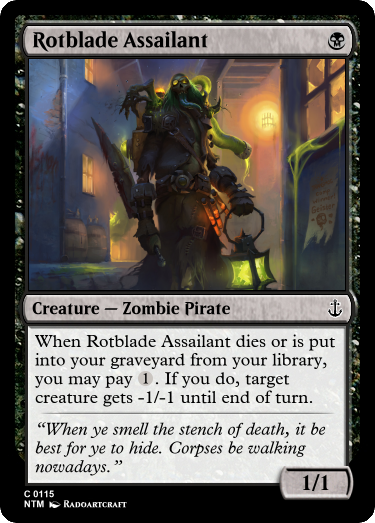 Rotblade Assailant
Creature — Zombie Pirate
When Rotblade Assailant dies or is put
into your graveyard from your library,
you may pay 1. If you do, target
creature gets -1/-1 until end of turn.
“When ye smell the stench of death, it be
best for ye to hide. Corpses be walking
nowadays.”
1/1
C 0115
NTM Radoartcraft